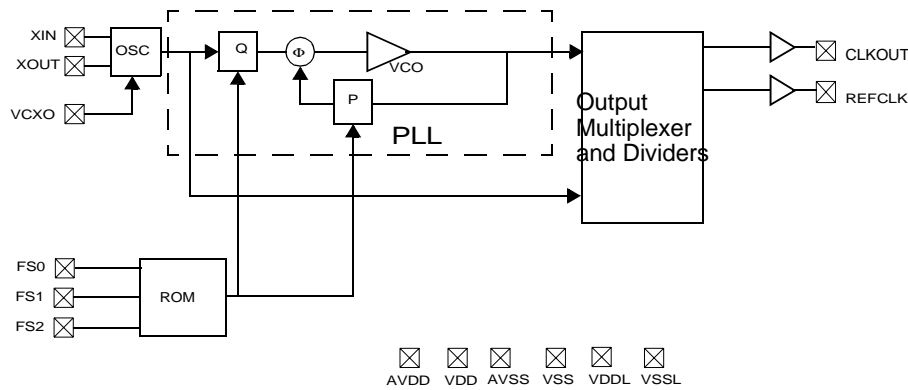 XIN
XOUT
VCXO
OSC
Q
Φ
VCO
P
PLL
Output
Multiplexer
and Dividers
CLKOUT
REFCLK
FS0
FS1
FS2
ROM
AVDD VDD AVSS VSS VDDL VSSL